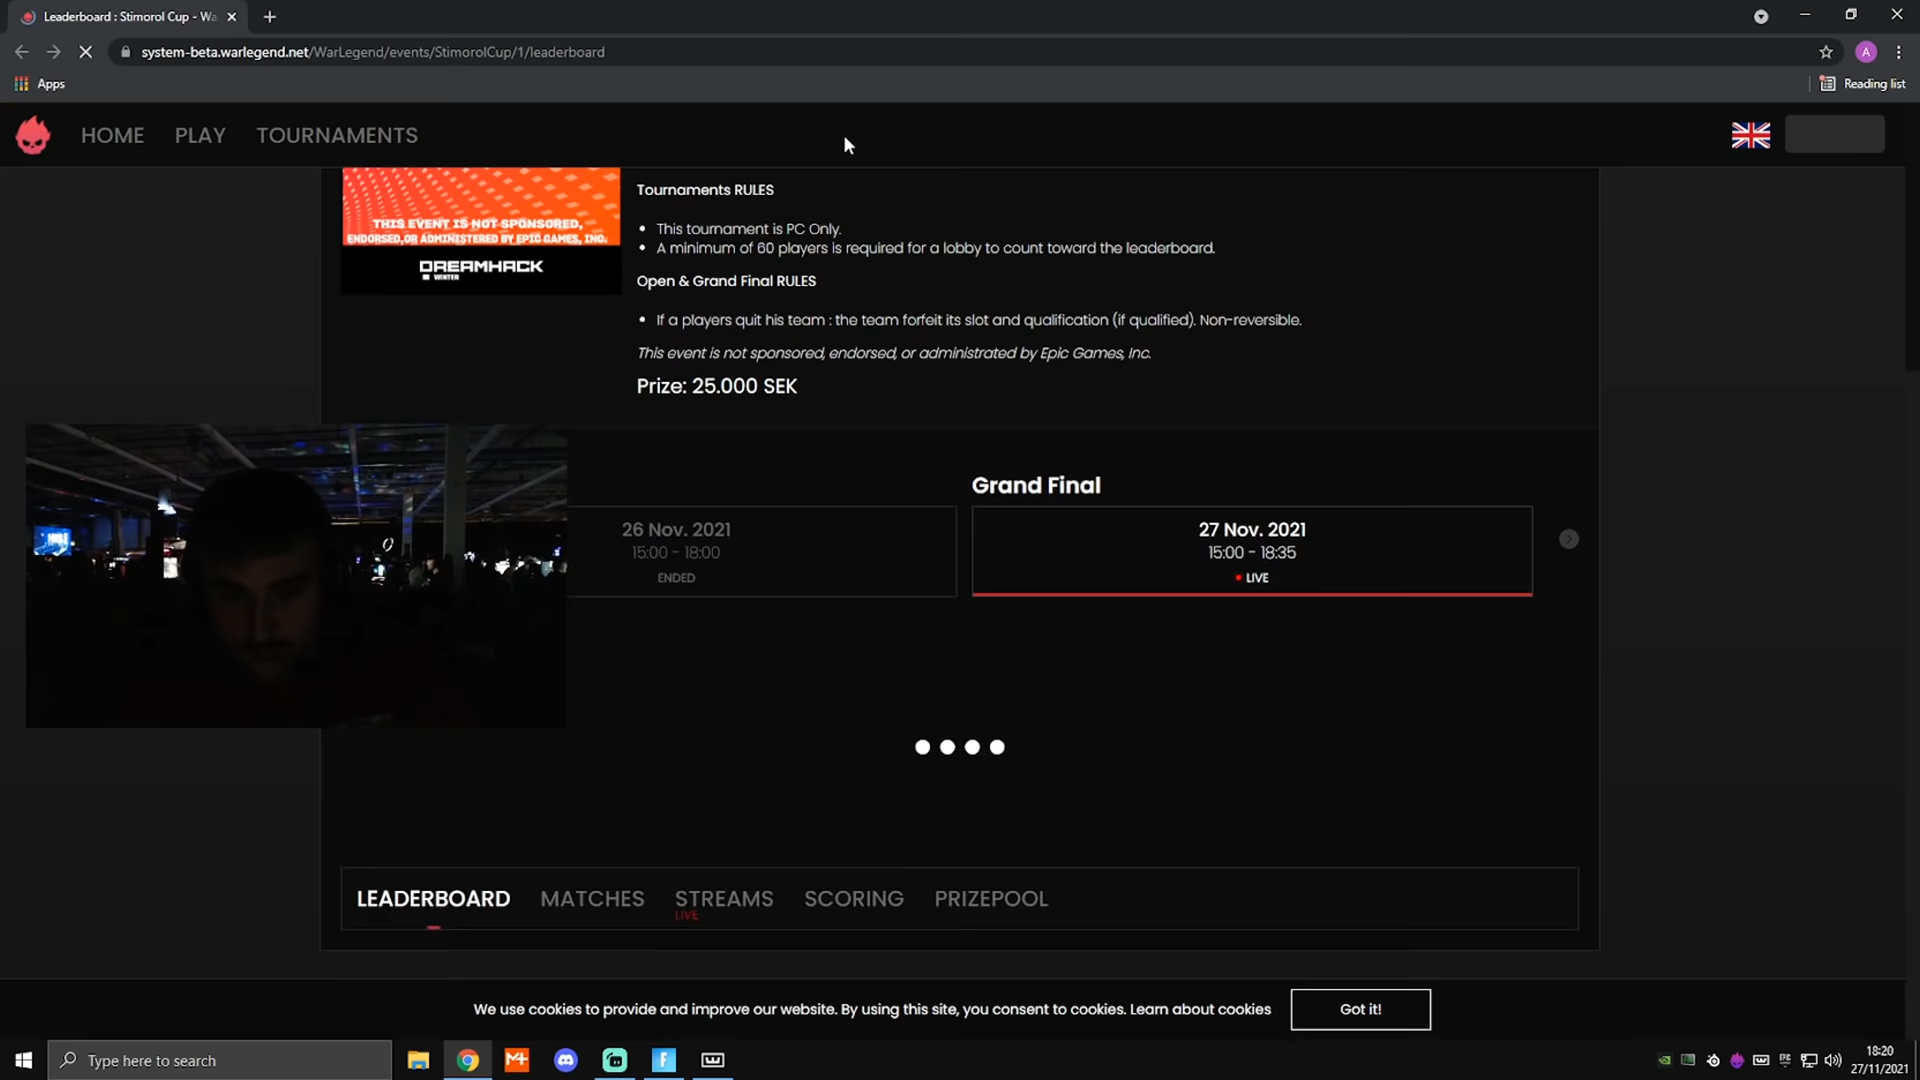 Leaderboard : Stimorol Cup - Wa
system-beta.warlegend.net/WarLegend/events/StimorolCup/1/leaderboard
A
Apps
Reading list
HOME PLAY TOURNAMENTS
THIS EVENT IS NOT SPONSORED,
ENDORSED, OR ADMINISTERED BY EPIC GAMES, INC.
DREAMHACK
WINTER
Tournaments RULES
This tournament is PC Only.
A minimum of 60 players is required for a lobby to count toward the leaderboard.
Open & Grand Final RULES
If a players quit his team : the team forfeit its slot and qualification (if qualified). Non-reversible.
This event is not sponsored, endorsed, or administrated by Epic Games, Inc.
Prize: 25.000 SEK
26 Nov. 2021
15:00 - 18:00
ENDED
Grand Final
27 Nov. 2021
15:00 - 18:35
LIVE
LEADERBOARD MATCHES STREAMS SCORING PRIZEPOOL
LIVE
We use cookies to provide and improve our website. By using this site, you consent to cookies. Learn about cookies
Got it!
Type here to search
18:20
27/11/2021